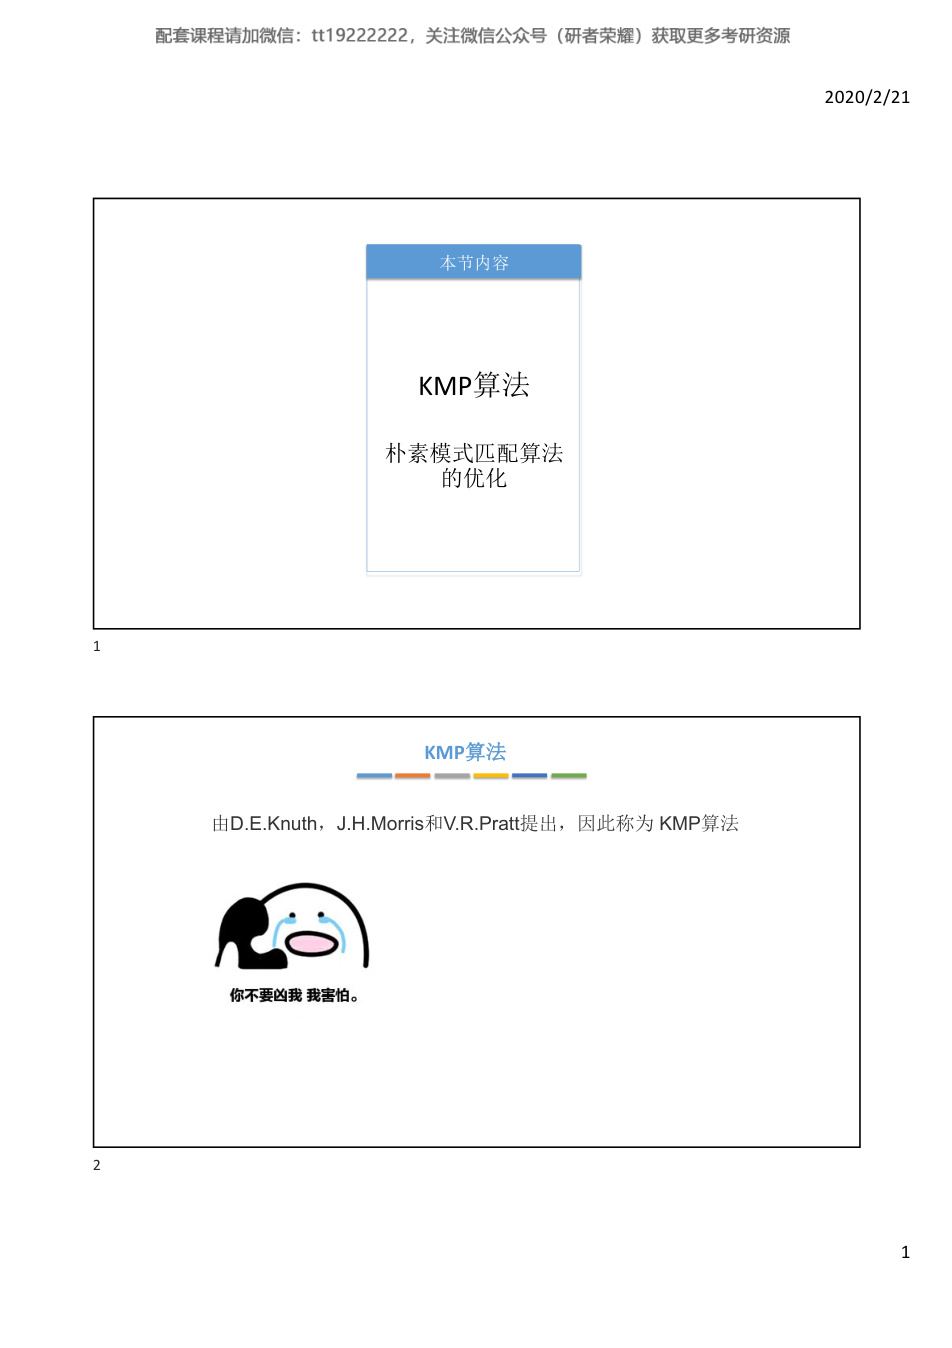 配套课程请加微信：tt19222222，关注微信公众号（研者荣耀）获取更多考研资源
2020/2/21
本节内容
KMP算法
朴素模式匹配算法
的优化
1
KMP算法
由D.E.Knuth，J.H.Morris和V.R.Pratt提出，因此称为 KMP算法
你不要凶我 我害怕。
2
1